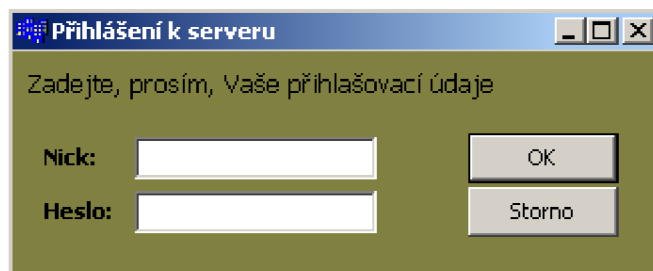 Přihlášení k serveru
Zadejte, prosím, Vaše přihlašovací údaje
Nick:
OK
Heslo:
Storno